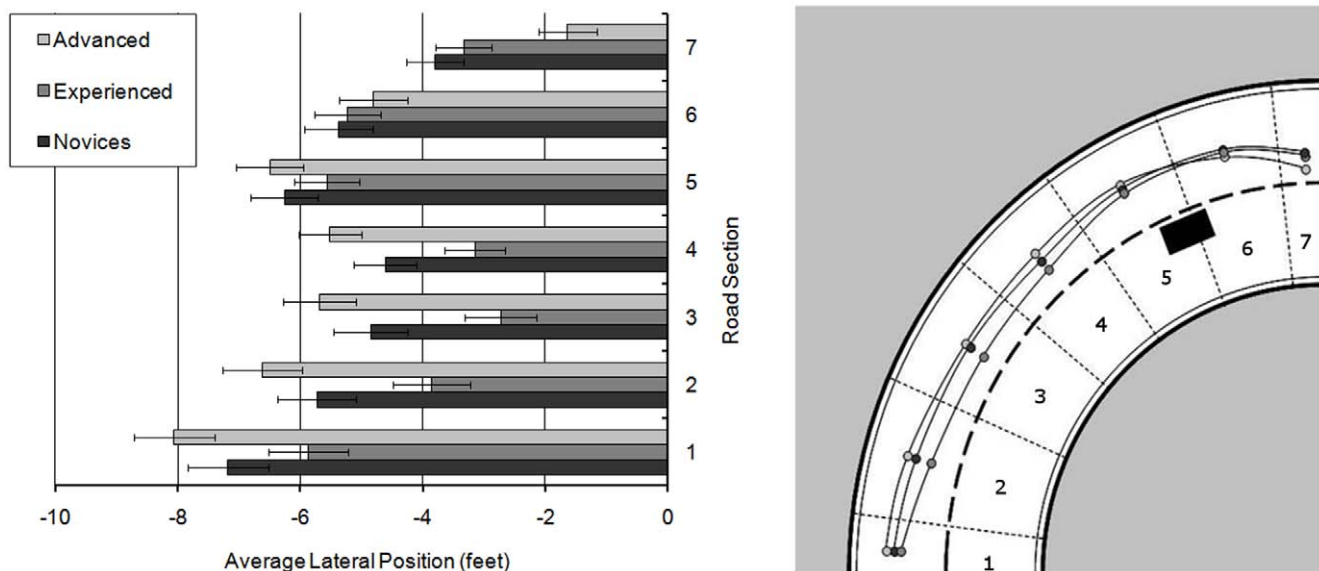 Advanced
Experienced
Novices
7
6
5
4
3
2
1
Road Section
-10 -8 -6 -4 -2 0
Average Lateral Position (feet)
1
2
3
4
5
6
7